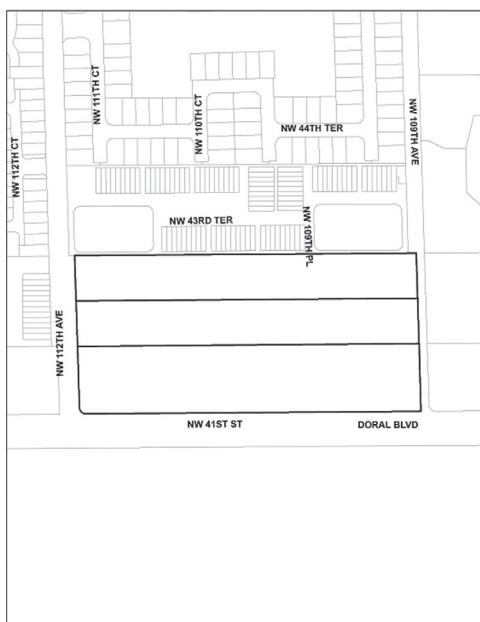 NW 111TH CT
NW 110TH CT
NW 44TH TER
NW 109TH AVE
NW 112TH CT
NW 43RD TER
NW 109TH PL
NW 112TH AVE
NW 41ST ST
DORAL BLVD